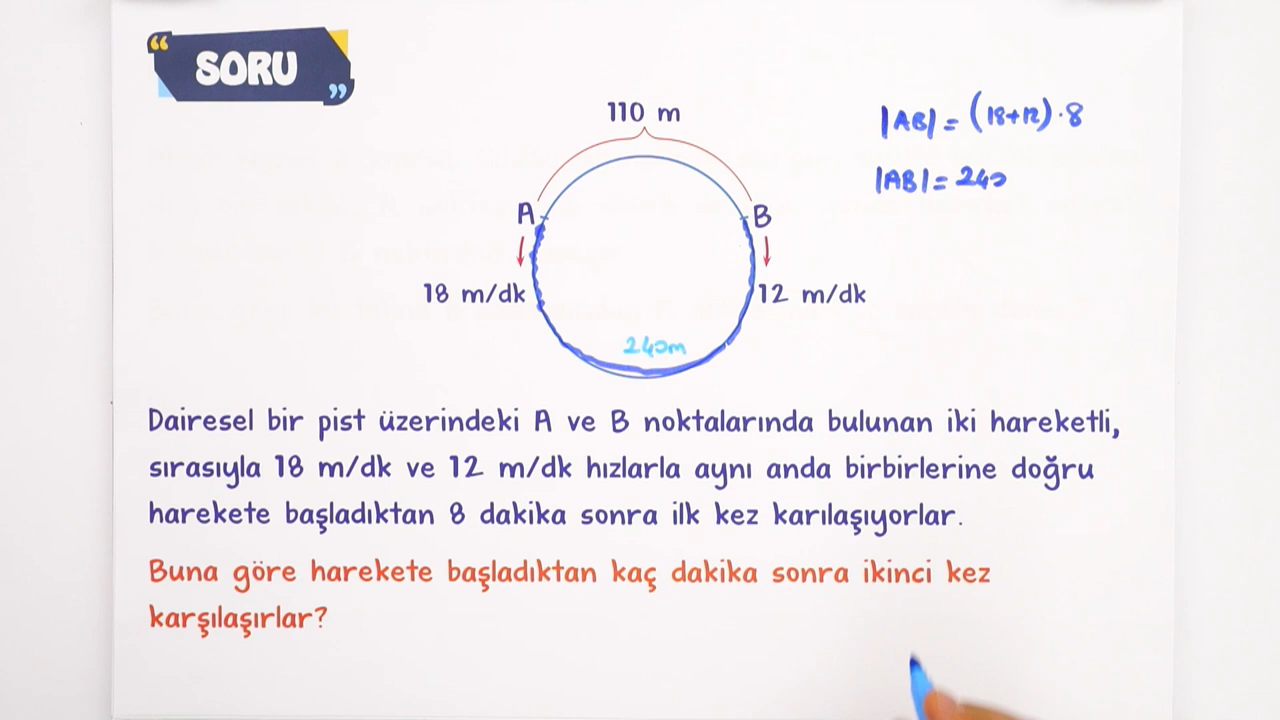 “ SORU ”
110 m
|AB| = (18+12)·8
|AB| = 240
A
B
18 m/dk
12 m/dk
240m
Dairesel bir pist üzerindeki A ve B noktalarında bulunan iki hareketli,
sırasıyla 18 m/dk ve 12 m/dk hızlarla aynı anda birbirlerine doğru
harekete başladıktan 8 dakika sonra ilk kez karılaşıyorlar.
Buna göre harekete başladıktan kaç dakika sonra ikinci kez
karşılaşırlar?